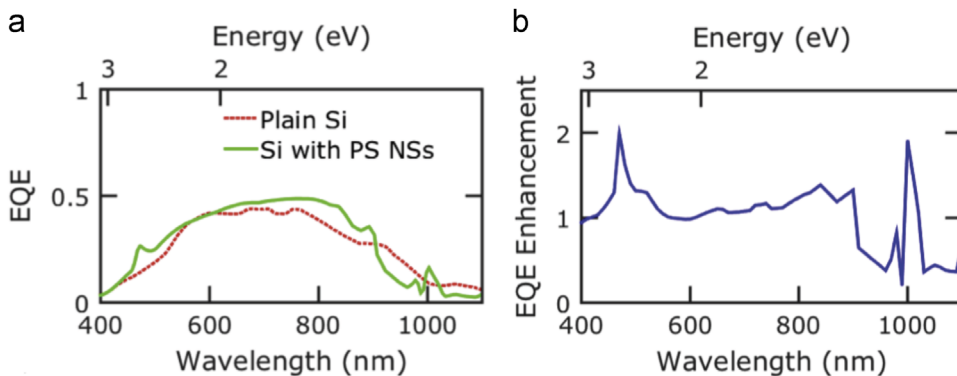 a
Energy (eV)
3 2
1
Plain Si
Si with PS NSs
0.5
EQE
0
400 600 800 1000
Wavelength (nm)
b
Energy (eV)
3 2
2
1
EQE Enhancement
0
400 600 800 1000
Wavelength (nm)